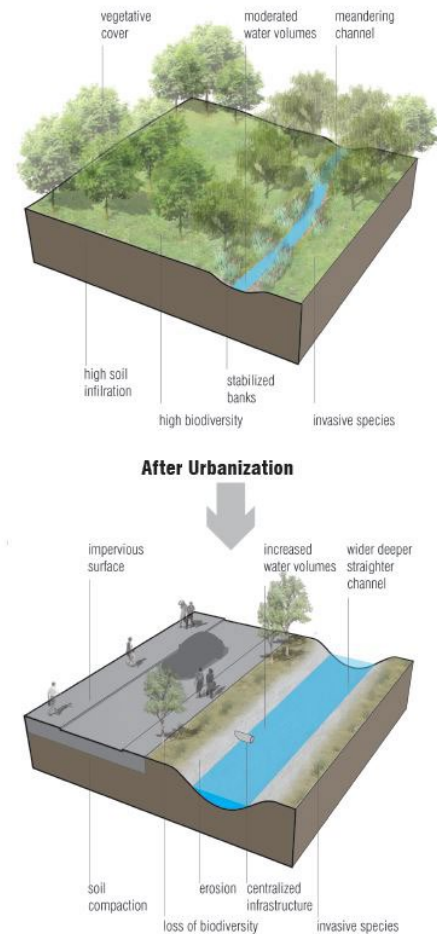 vegetative
cover
moderated
water volumes
meandering
channel
high soil
infilration
high biodiversity
stabilized
banks
invasive species
After Urbanization
impervious
surface
increased
water volumes
wider deeper
straighter
channel
soil
compaction
loss of biodiversity
erosion
centralized
infrastructure
invasive species